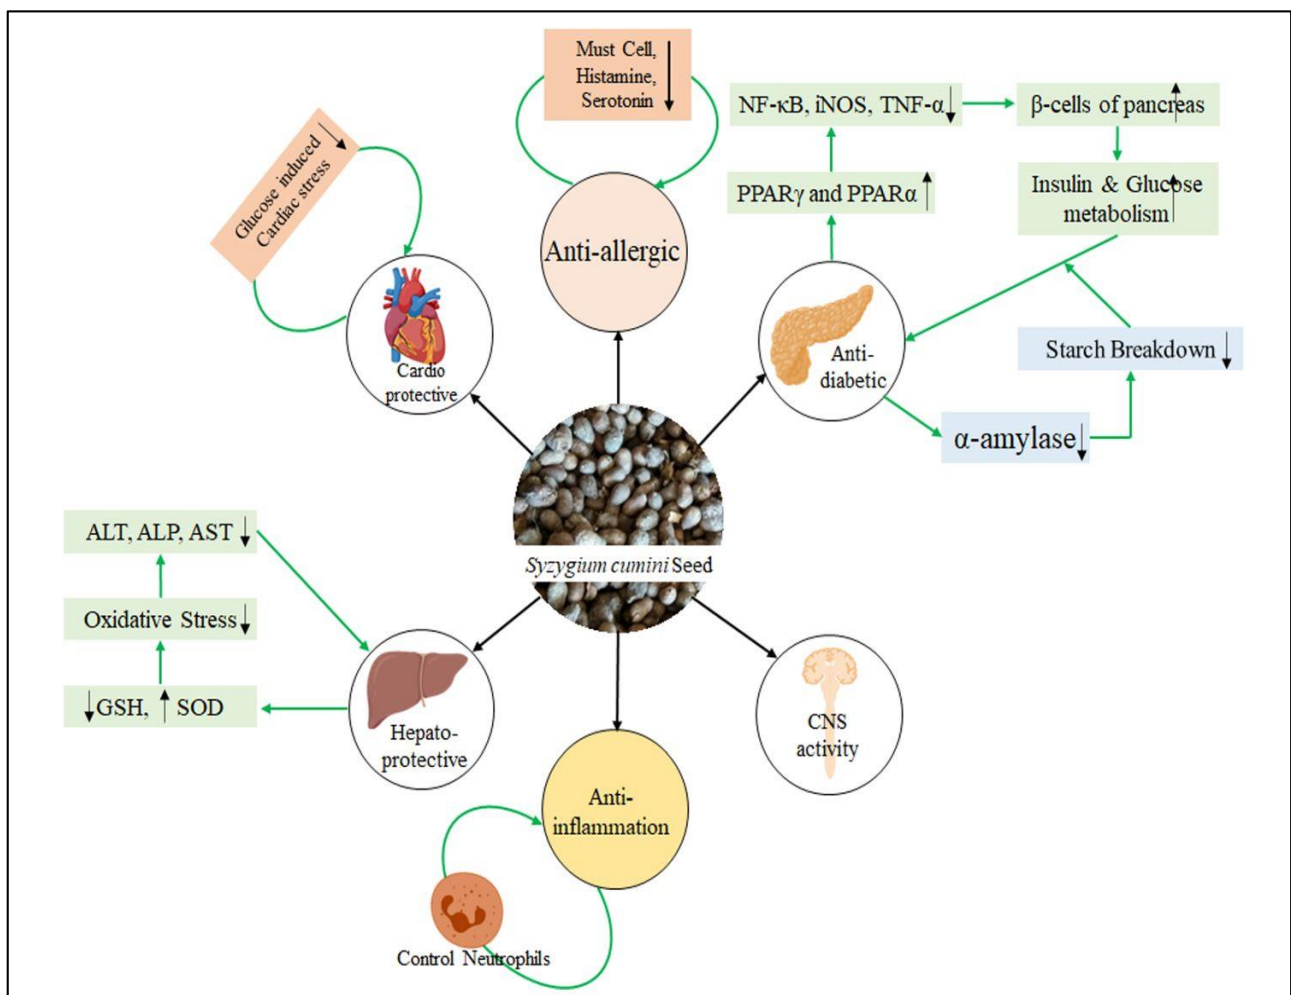 Must Cell,
Histamine,
Serotonin ↓
NF-κB, iNOS, TNF-α ↓
β-cells of pancreas ↑
PPARγ and PPARα ↑
Insulin & Glucose
metabolism ↑
Glucose induced
Cardiac stress ↓
Anti-allergic
Cardio
protective
Anti-
diabetic
Starch Breakdown ↓
α-amylase ↓
Syzygium cumini Seed
ALT, ALP, AST ↓
Oxidative Stress ↓
↓GSH, ↑ SOD
Hepato-
protective
CNS
activity
Anti-
inflammation
Control Neutrophils